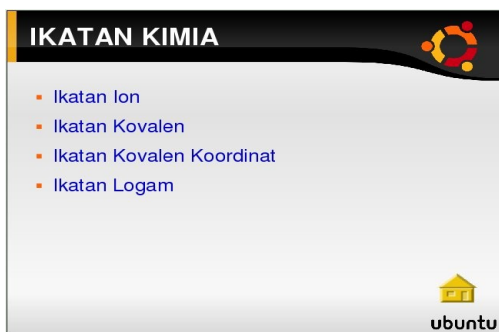 IKATAN KIMIA
Ikatan Ion
Ikatan Kovalen
Ikatan Kovalen Koordinat
Ikatan Logam
ubuntu